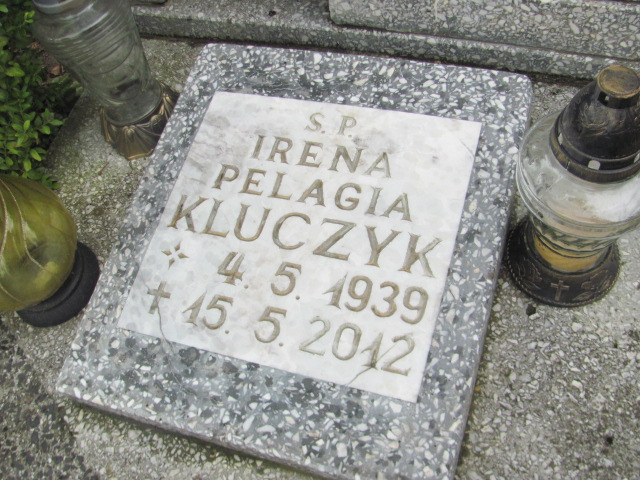 S. P.
IRENA
PELAGIA
KLUCZYK
4. 5. 1939
15. 5. 2012